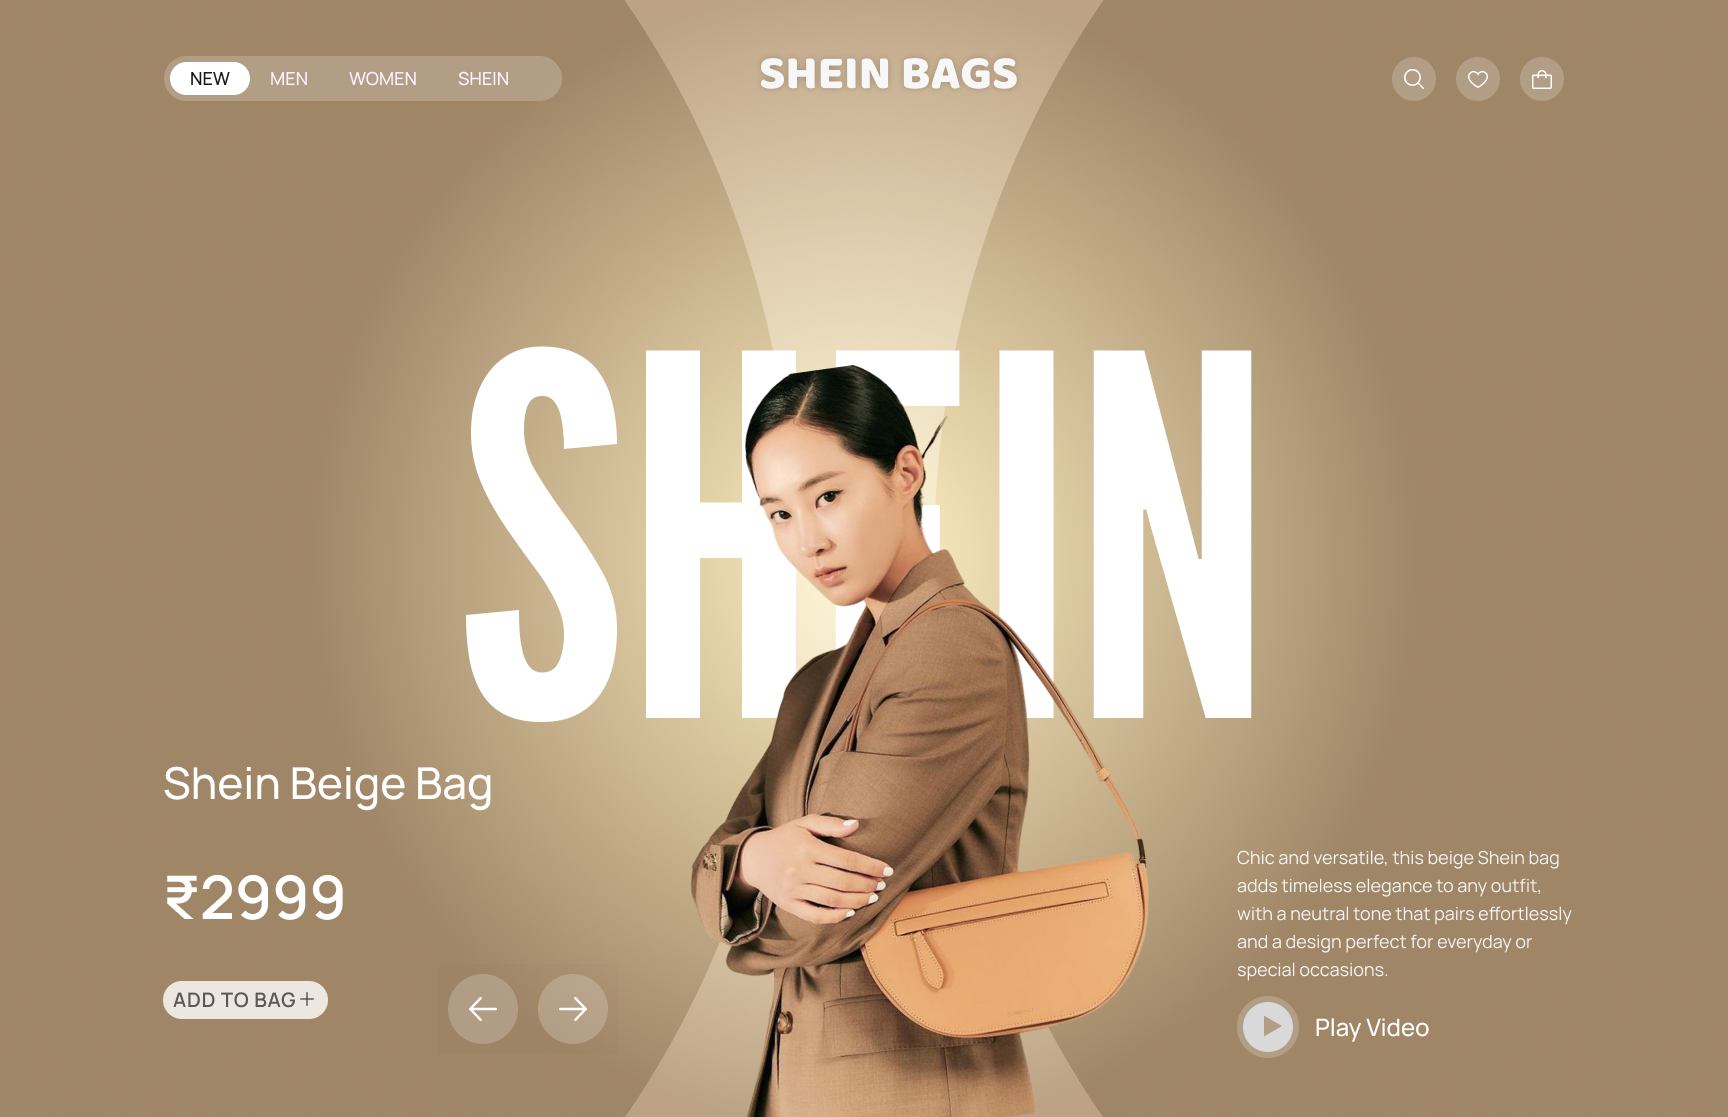 NEW MEN WOMEN SHEIN
SHEIN BAGS
SHEIN
Shein Beige Bag
₹2999
ADD TO BAG+
Chic and versatile, this beige Shein bag
adds timeless elegance to any outfit,
with a neutral tone that pairs effortlessly
and a design perfect for everyday or
special occasions.
Play Video